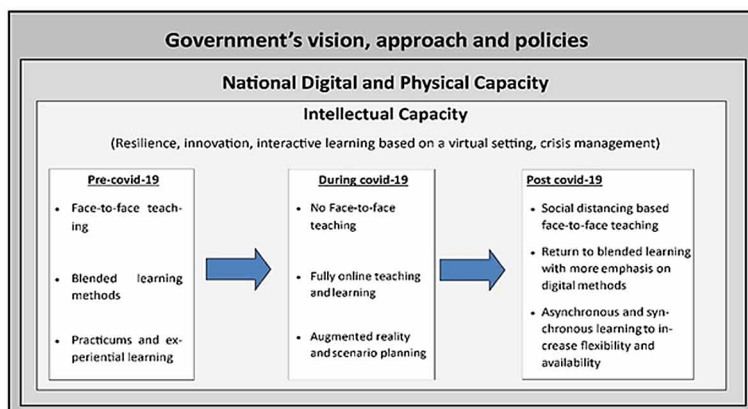 Government's vision, approach and policies
National Digital and Physical Capacity
Intellectual Capacity
(Resilience, innovation, interactive learning based on a virtual setting, crisis management)
Pre-covid-19
• Face-to-face teach-
ing
• Blended learning
methods
• Practicums and ex-
periential learning
During covid-19
• No Face-to-face
teaching
• Fully online teaching
and learning
• Augmented reality
and scenario planning
Post covid-19
• Social distancing based
face-to-face teaching
• Return to blended learning
with more emphasis on
digital methods
• Asynchronous and syn-
chronous learning to in-
crease flexibility and
availability